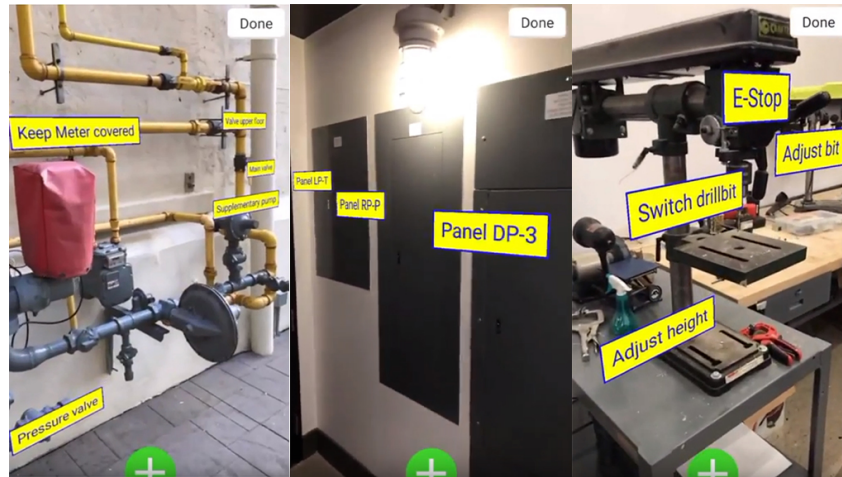 Done
Keep Meter covered
Valve upper floor
Main valve
Supplementary pump
Pressure valve
Done
Panel LP-T
Panel RP-P
Panel DP-3
Done
E-Stop
Adjust bit
Switch drillbit
Adjust height